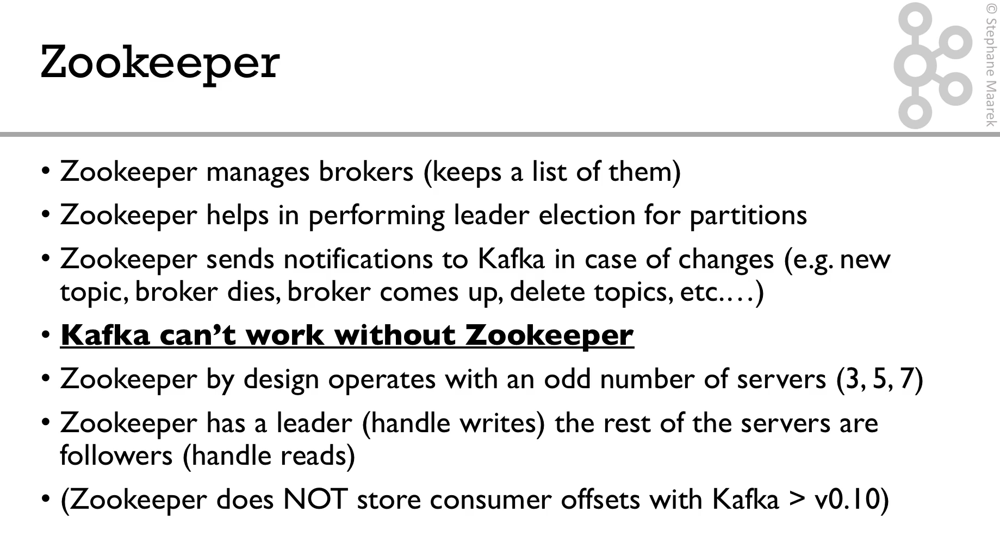 Zookeeper
© Stephane Maarek
• Zookeeper manages brokers (keeps a list of them)
• Zookeeper helps in performing leader election for partitions
• Zookeeper sends notifications to Kafka in case of changes (e.g. new
topic, broker dies, broker comes up, delete topics, etc.…)
• Kafka can’t work without Zookeeper
• Zookeeper by design operates with an odd number of servers (3, 5, 7)
• Zookeeper has a leader (handle writes) the rest of the servers are
followers (handle reads)
• (Zookeeper does NOT store consumer offsets with Kafka > v0.10)